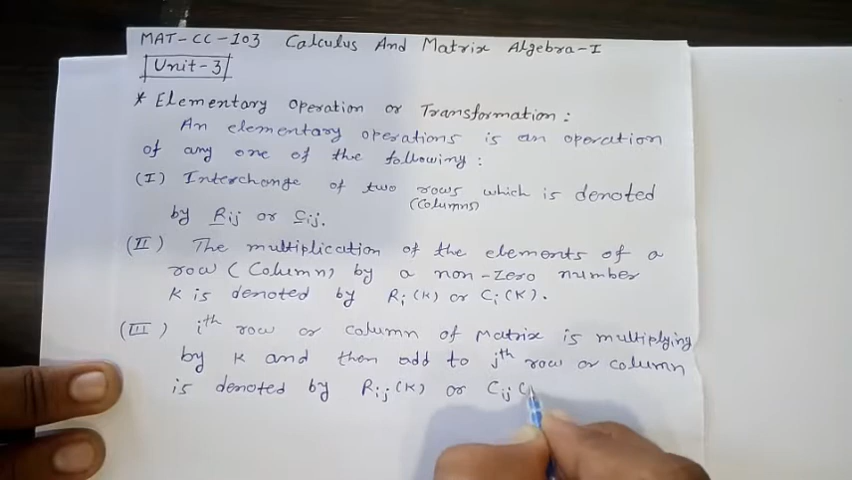 MAT-CC-103 Calculus And Matrix Algebra-I
Unit-3
* Elementary operation or Transformation:
An elementary operations is an operation
of any one of the following:
(I) Interchange of two rows which is denoted
(Columns)
by Rij or Cij.
(II) The multiplication of the elements of a
row (Column) by a non-zero number
K is denoted by Ri(K) or Ci(K).
(III) ith row or column of Matrix is multiplying
by K and then add to jth row or column
is denoted by Rij(K) or Cij(